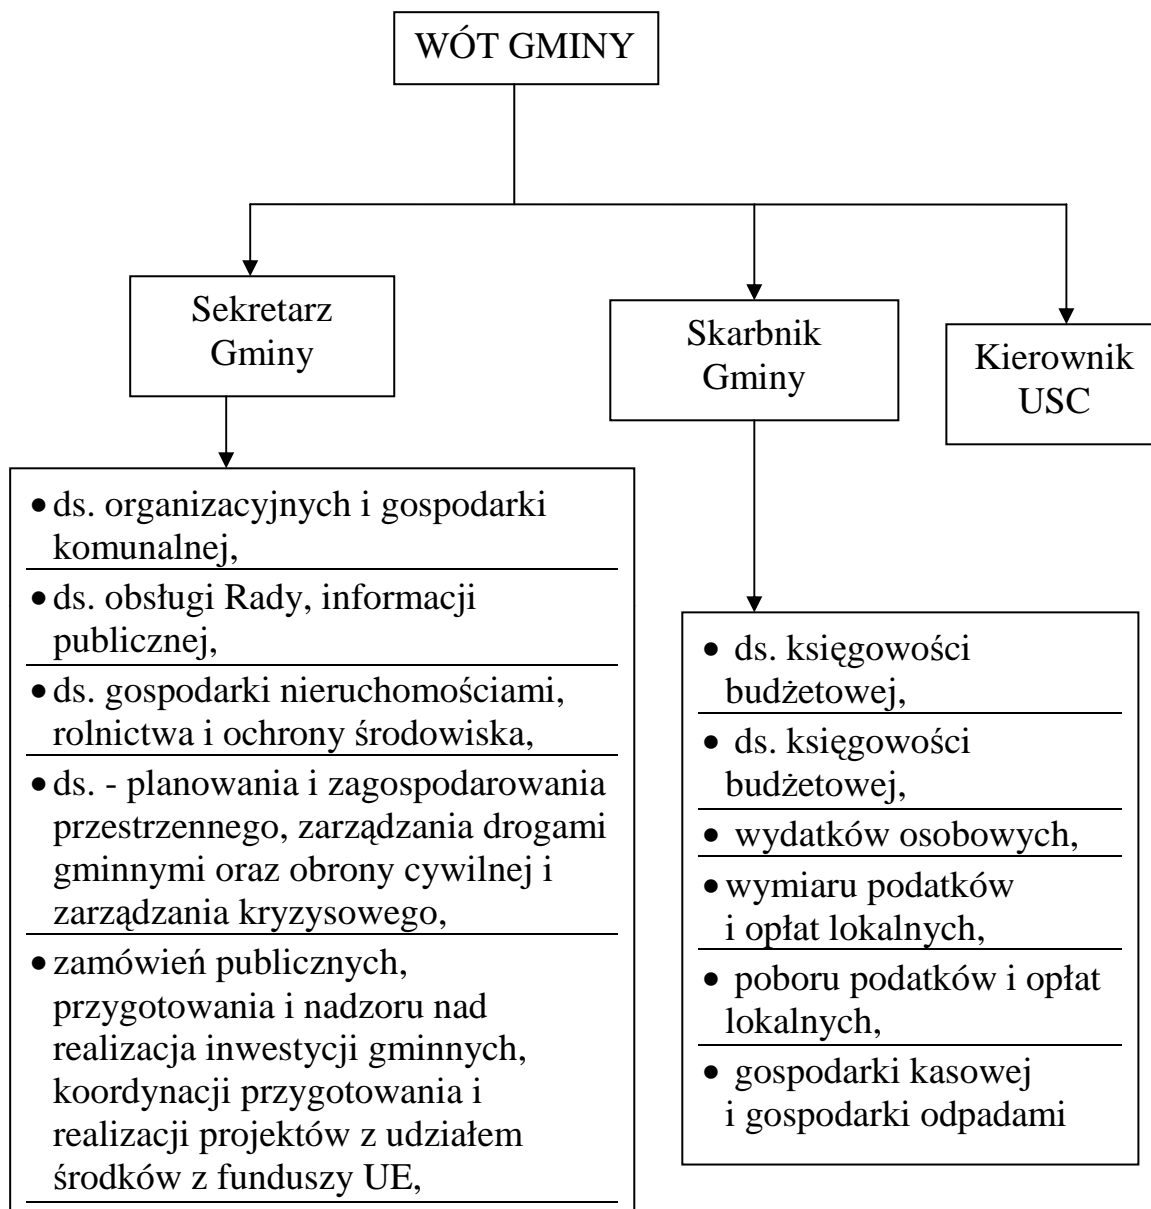 WÓT GMINY
Sekretarz
Gminy
Skarbnik
Gminy
Kierownik
USC
• ds. organizacyjnych i gospodarki
komunalnej,
• ds. obsługi Rady, informacji
publicznej,
• ds. gospodarki nieruchomościami,
rolnictwa i ochrony środowiska,
• ds. - planowania i zagospodarowania
przestrzennego, zarządzania drogami
gminnymi oraz obrony cywilnej i
zarządzania kryzysowego,
• zamówień publicznych,
przygotowania i nadzoru nad
realizacja inwestycji gminnych,
koordynacji przygotowania i
realizacji projektów z udziałem
środków z funduszy UE,
• ds. księgowości
budżetowej,
• ds. księgowości
budżetowej,
• wydatków osobowych,
• wymiaru podatków
i opłat lokalnych,
• poboru podatków i opłat
lokalnych,
• gospodarki kasowej
i gospodarki odpadami